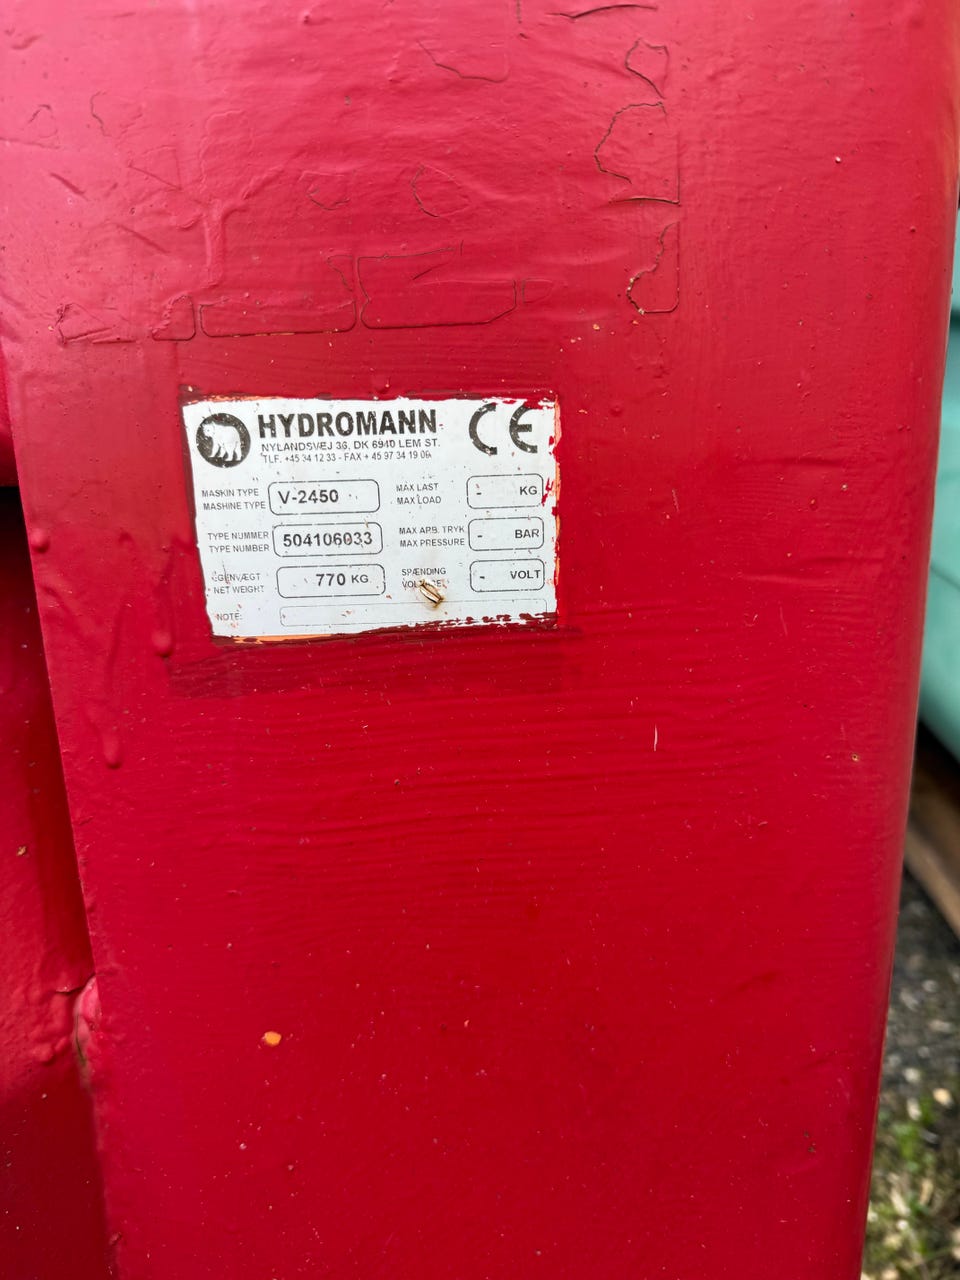 HYDROMANN
NYLANDSVEJ 36, DK 6940 LEM ST.
TLF. +45 34 12 33 - FAX + 45 97 34 19 06
CE
MASKIN TYPE
MASHINE TYPE
V-2450
MAX LAST
MAX LOAD
- KG
TYPE NUMMER
TYPE NUMBER
504106033
MAX ARB. TRYK
MAX PRESSURE
- BAR
EGENVÆGT
NET WEIGHT
770 KG
SPÆNDING
- VOLT
NOTE: